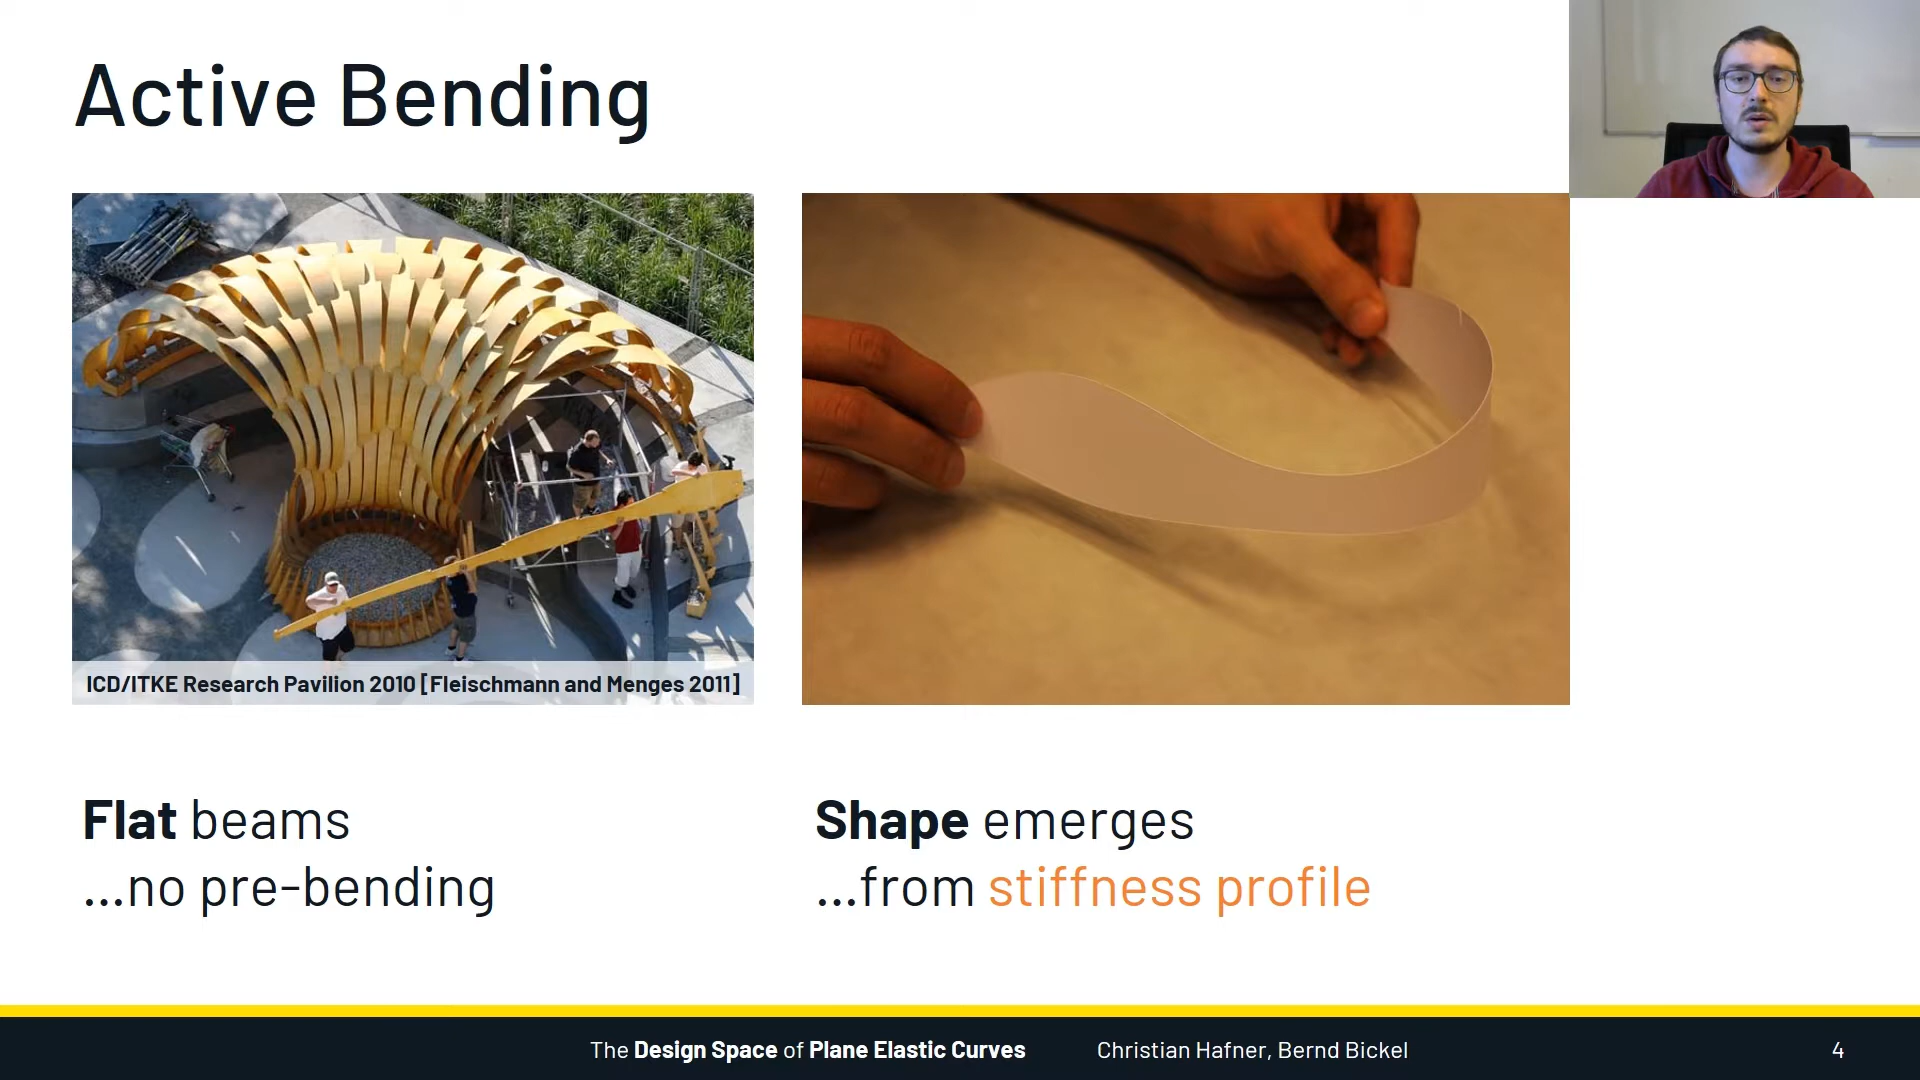 Active Bending
ICD/ITKE Research Pavilion 2010 [Fleischmann and Menges 2011]
Flat beams
...no pre-bending
Shape emerges
...from stiffness profile
The Design Space of Plane Elastic Curves
Christian Hafner, Bernd Bickel
4